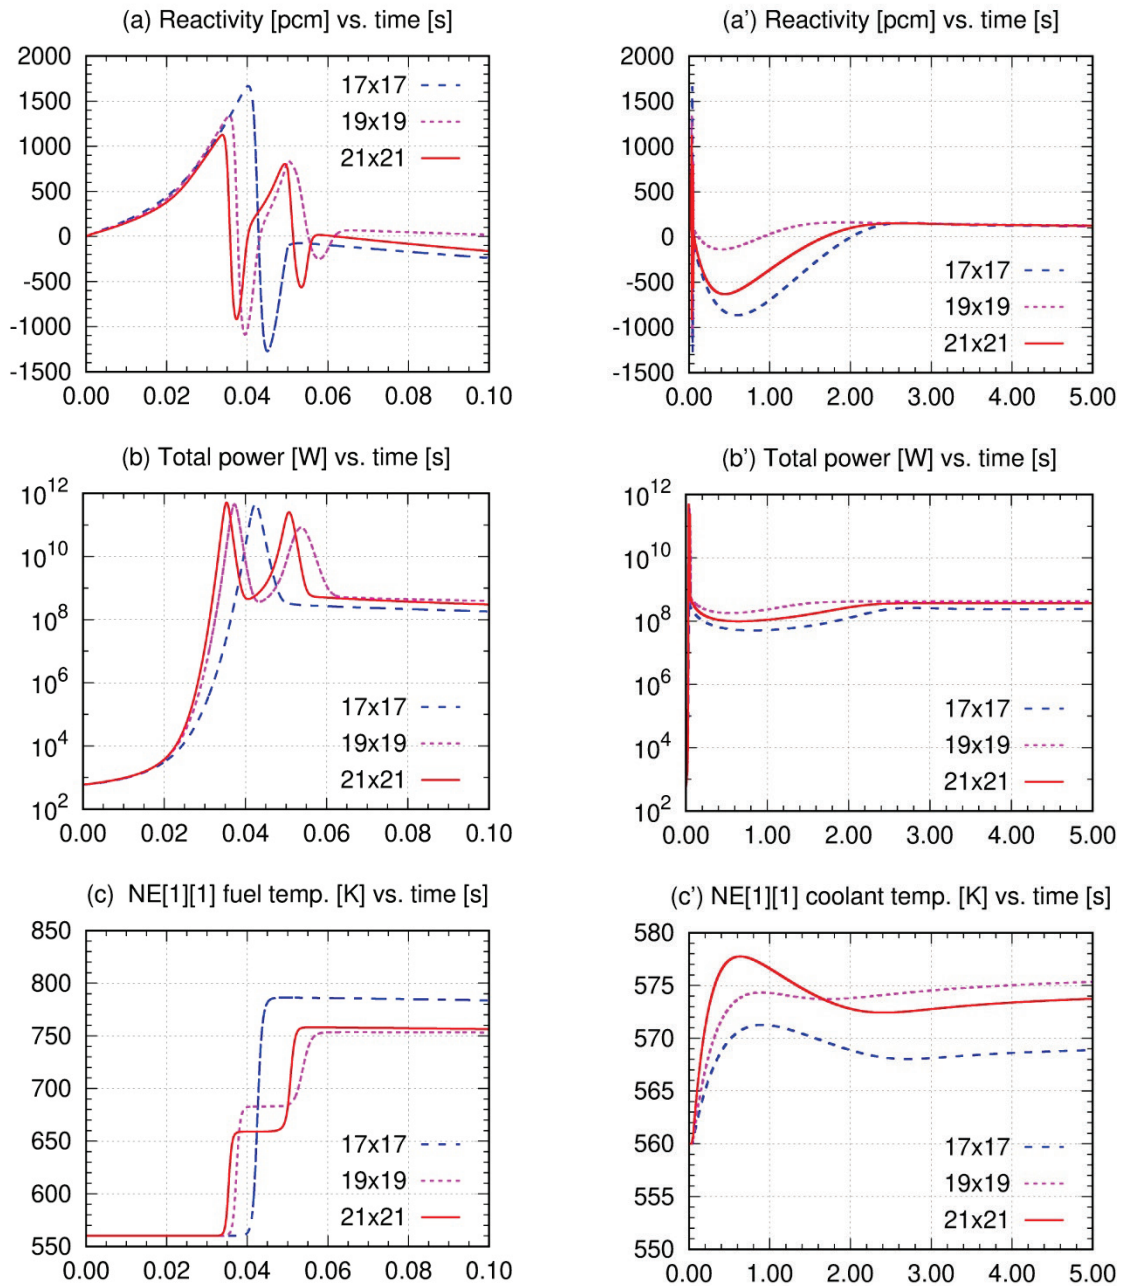 (a) Reactivity [pcm] vs. time [s]
2000
1500
1000
500
0
-500
-1000
-1500
17x17
19x19
21x21
0.00 0.02 0.04 0.06 0.08 0.10
(a') Reactivity [pcm] vs. time [s]
2000
1500
1000
500
0
-500
-1000
-1500
17x17
19x19
21x21
0.00 1.00 2.00 3.00 4.00 5.00
(b) Total power [W] vs. time [s]
10^12
10^10
10^8
10^6
10^4
10^2
17x17
19x19
21x21
0.00 0.02 0.04 0.06 0.08 0.10
(b') Total power [W] vs. time [s]
10^12
10^10
10^8
10^6
10^4
10^2
17x17
19x19
21x21
0.00 1.00 2.00 3.00 4.00 5.00
(c) NE[1][1] fuel temp. [K] vs. time [s]
850
800
750
700
650
600
550
17x17
19x19
21x21
0.00 0.02 0.04 0.06 0.08 0.10
(c') NE[1][1] coolant temp. [K] vs. time [s]
580
575
570
565
560
555
550
17x17
19x19
21x21
0.00 1.00 2.00 3.00 4.00 5.00